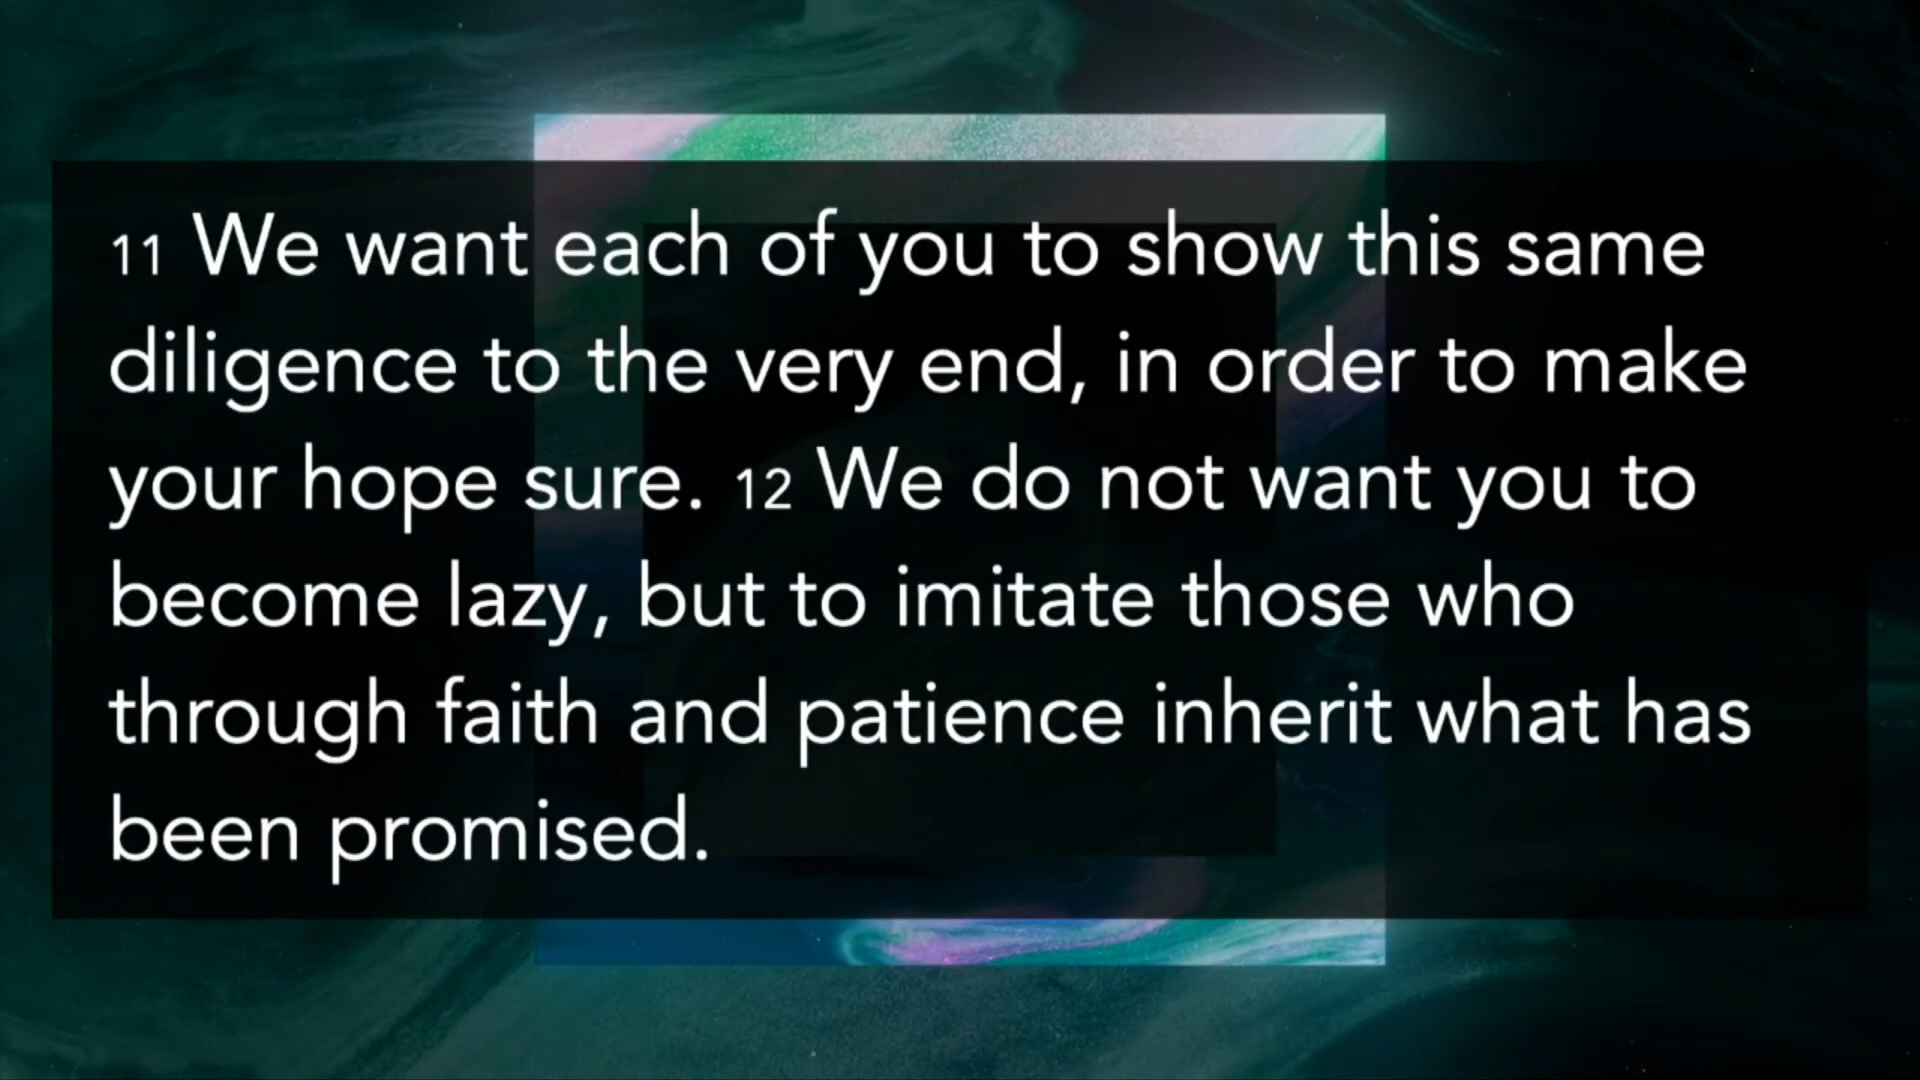 11 We want each of you to show this same
diligence to the very end, in order to make
your hope sure. 12 We do not want you to
become lazy, but to imitate those who
through faith and patience inherit what has
been promised.